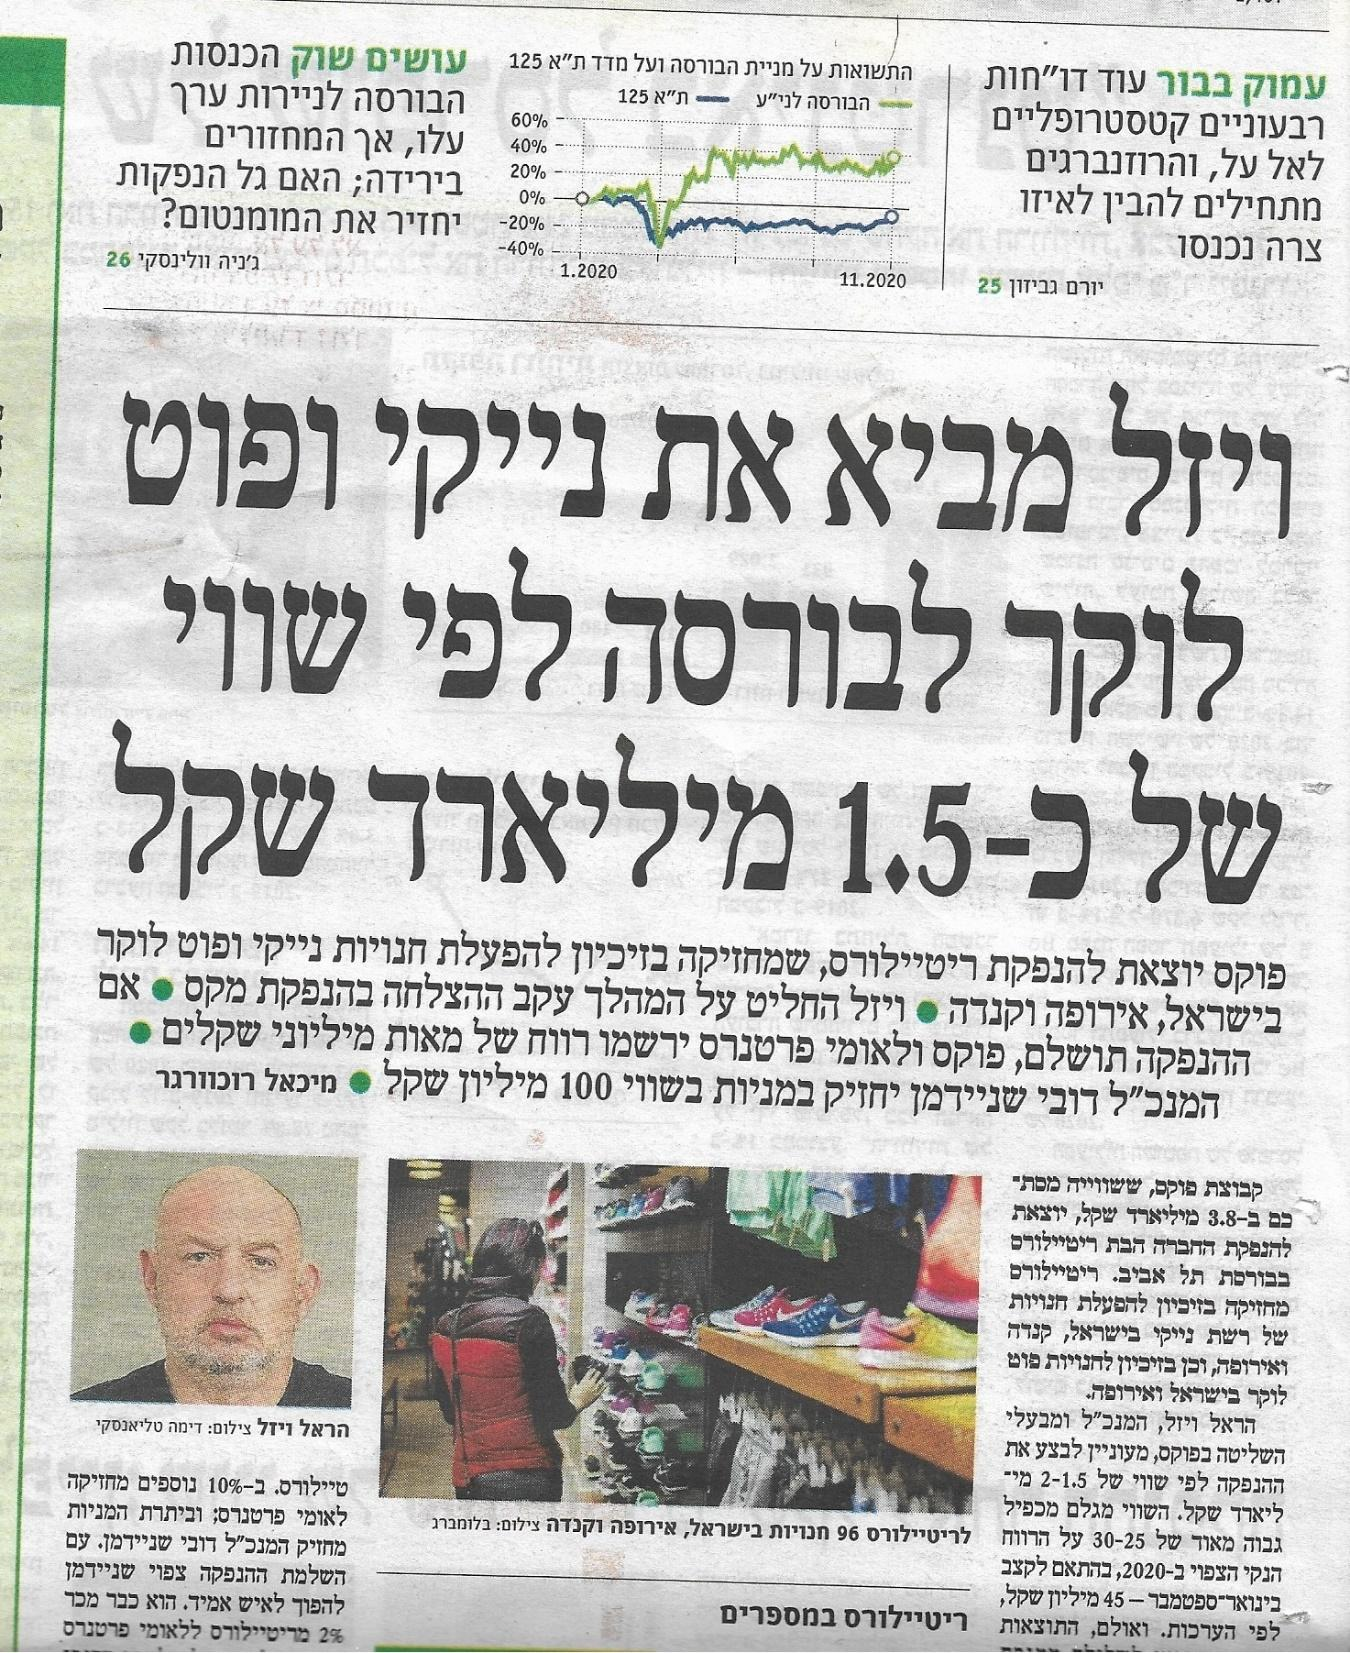 עמוק בבור עוד דו״חות
רבעוניים קטסטרופליים
לאל על, והרוזנברגים
מתחילים להבין לאיזו
צרה נכנסו
יורם גביזון 25
התשואות על מניית הבורסה ועל מדד ת״א 125
הבורסה לני״ע
ת״א 125
60%
40%
20%
0%
-20%
-40%
1.2020
11.2020
עושים שוק הכנסות
הבורסה לניירות ערך
עלו, אך המחזורים
בירידה; האם גל הנפקות
יחזיר את המומנטום?
ג׳ניה וולינסקי 26
ויזל מביא את נייקי ופוט
לוקר לבורסה לפי שווי
של כ-1.5 מיליארד שקל
פוקס יוצאת להנפקת ריטיילורס, שמחזיקה בזיכיון להפעלת חנויות נייקי ופוט לוקר
בישראל, אירופה וקנדה ● ויזל החליט על המהלך עקב ההצלחה בהנפקת מקס ● אם
ההנפקה תושלם, פוקס ולאומי פרטנרס ירשמו רווח של מאות מיליוני שקלים ●
המנכ״ל דובי שניידמן יחזיק במניות בשווי 100 מיליון שקל ● מיכאל רוכוורגר
קבוצת פוקס, ששווייה מסת־
כם ב-3.8 מיליארד שקל, יוצאת
להנפקת החברה הבת ריטיילורס
בבורסת תל אביב. ריטיילורס
מחזיקה בזיכיון להפעלת חנויות
של רשת נייקי בישראל, קנדה
ואירופה, וכן בזיכיון לחנויות פוט
לוקר בישראל ואירופה.
הראל ויזל, המנכ״ל ומבעלי
השליטה בפוקס, מעוניין לבצע את
ההנפקה לפי שווי של 2-1.5 מי־
ליארד שקל. השווי מגלם מכפיל
גבוה מאוד של 30-25 על הרווח
הנקי הצפוי ב-2020, בהתאם לקצב
בינואר־ספטמבר — 45 מיליון שקל,
לפי הערכות. ואולם, התוצאות
לריטיילורס 96 חנויות בישראל, אירופה וקנדה צילום: בלומברג
ריטיילורס במספרים
הראל ויזל צילום: דימה טליאנסקי
טיילורס. ב-10% נוספים מחזיקה
לאומי פרטנרס; וביתרת המניות
מחזיק המנכ״ל דובי שניידמן. עם
השלמת ההנפקה צפוי שניידמן
להפוך לאיש אמיד. הוא כבר מכר
2% מריטיילורס ללאומי פרטנרס